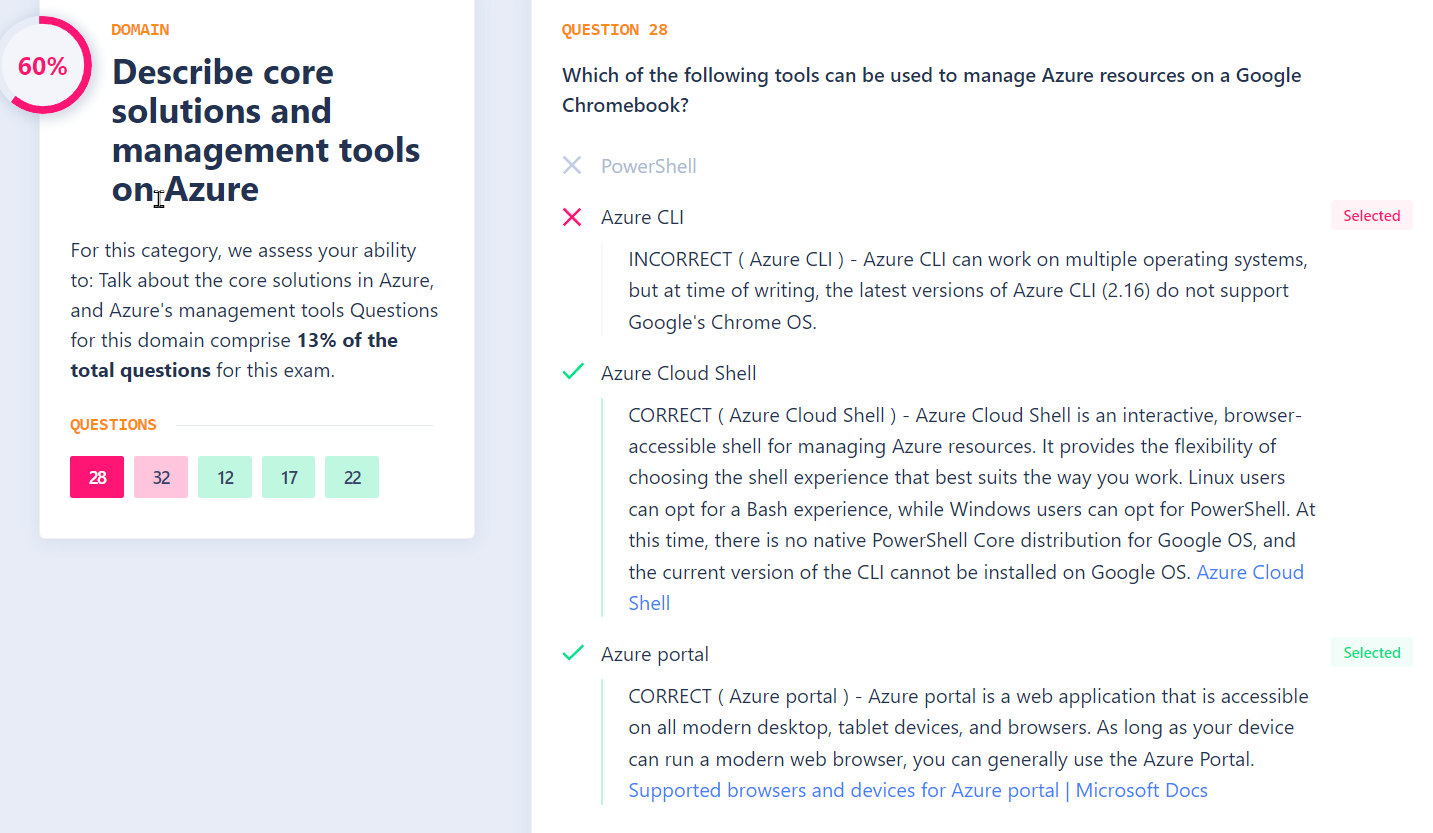 60%
DOMAIN
Describe core
solutions and
management tools
on Azure
For this category, we assess your ability
to: Talk about the core solutions in Azure,
and Azure's management tools Questions
for this domain comprise 13% of the
total questions for this exam.
QUESTIONS
28 32 12 17 22
QUESTION 28
Which of the following tools can be used to manage Azure resources on a Google
Chromebook?
PowerShell
Azure CLI
Selected
INCORRECT ( Azure CLI ) - Azure CLI can work on multiple operating systems,
but at time of writing, the latest versions of Azure CLI (2.16) do not support
Google's Chrome OS.
Azure Cloud Shell
CORRECT ( Azure Cloud Shell ) - Azure Cloud Shell is an interactive, browser-
accessible shell for managing Azure resources. It provides the flexibility of
choosing the shell experience that best suits the way you work. Linux users
can opt for a Bash experience, while Windows users can opt for PowerShell. At
this time, there is no native PowerShell Core distribution for Google OS, and
the current version of the CLI cannot be installed on Google OS. Azure Cloud
Shell
Azure portal
Selected
CORRECT ( Azure portal ) - Azure portal is a web application that is accessible
on all modern desktop, tablet devices, and browsers. As long as your device
can run a modern web browser, you can generally use the Azure Portal.
Supported browsers and devices for Azure portal | Microsoft Docs